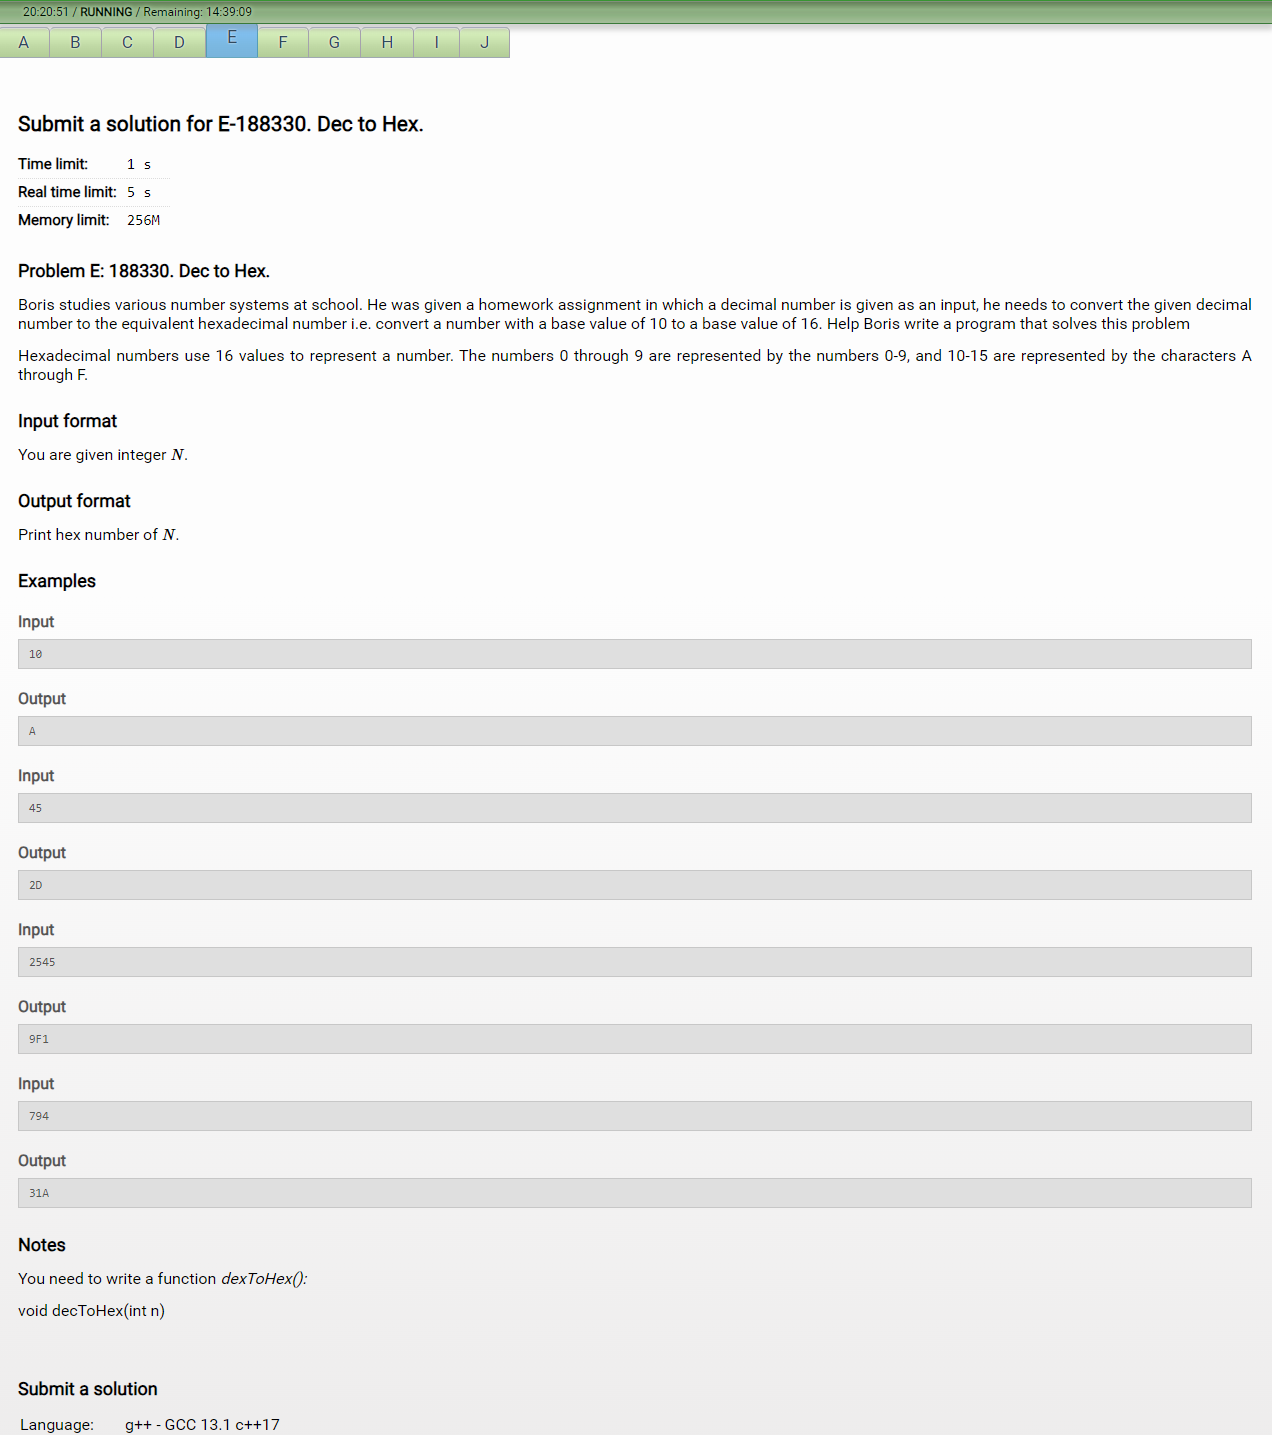 20:20:51 / RUNNING / Remaining: 14:39:09
A B C D E F G H I J
Submit a solution for E-188330. Dec to Hex.
Time limit: 1 s
Real time limit: 5 s
Memory limit: 256M
Problem E: 188330. Dec to Hex.
Boris studies various number systems at school. He was given a homework assignment in which a decimal number is given as an input, he needs to convert the given decimal
number to the equivalent hexadecimal number i.e. convert a number with a base value of 10 to a base value of 16. Help Boris write a program that solves this problem
Hexadecimal numbers use 16 values to represent a number. The numbers 0 through 9 are represented by the numbers 0-9, and 10-15 are represented by the characters A
through F.
Input format
You are given integer N.
Output format
Print hex number of N.
Examples
Input
10
Output
A
Input
45
Output
2D
Input
2545
Output
9F1
Input
794
Output
31A
Notes
You need to write a function dexToHex():
void decToHex(int n)
Submit a solution
Language: g++ - GCC 13.1 c++17